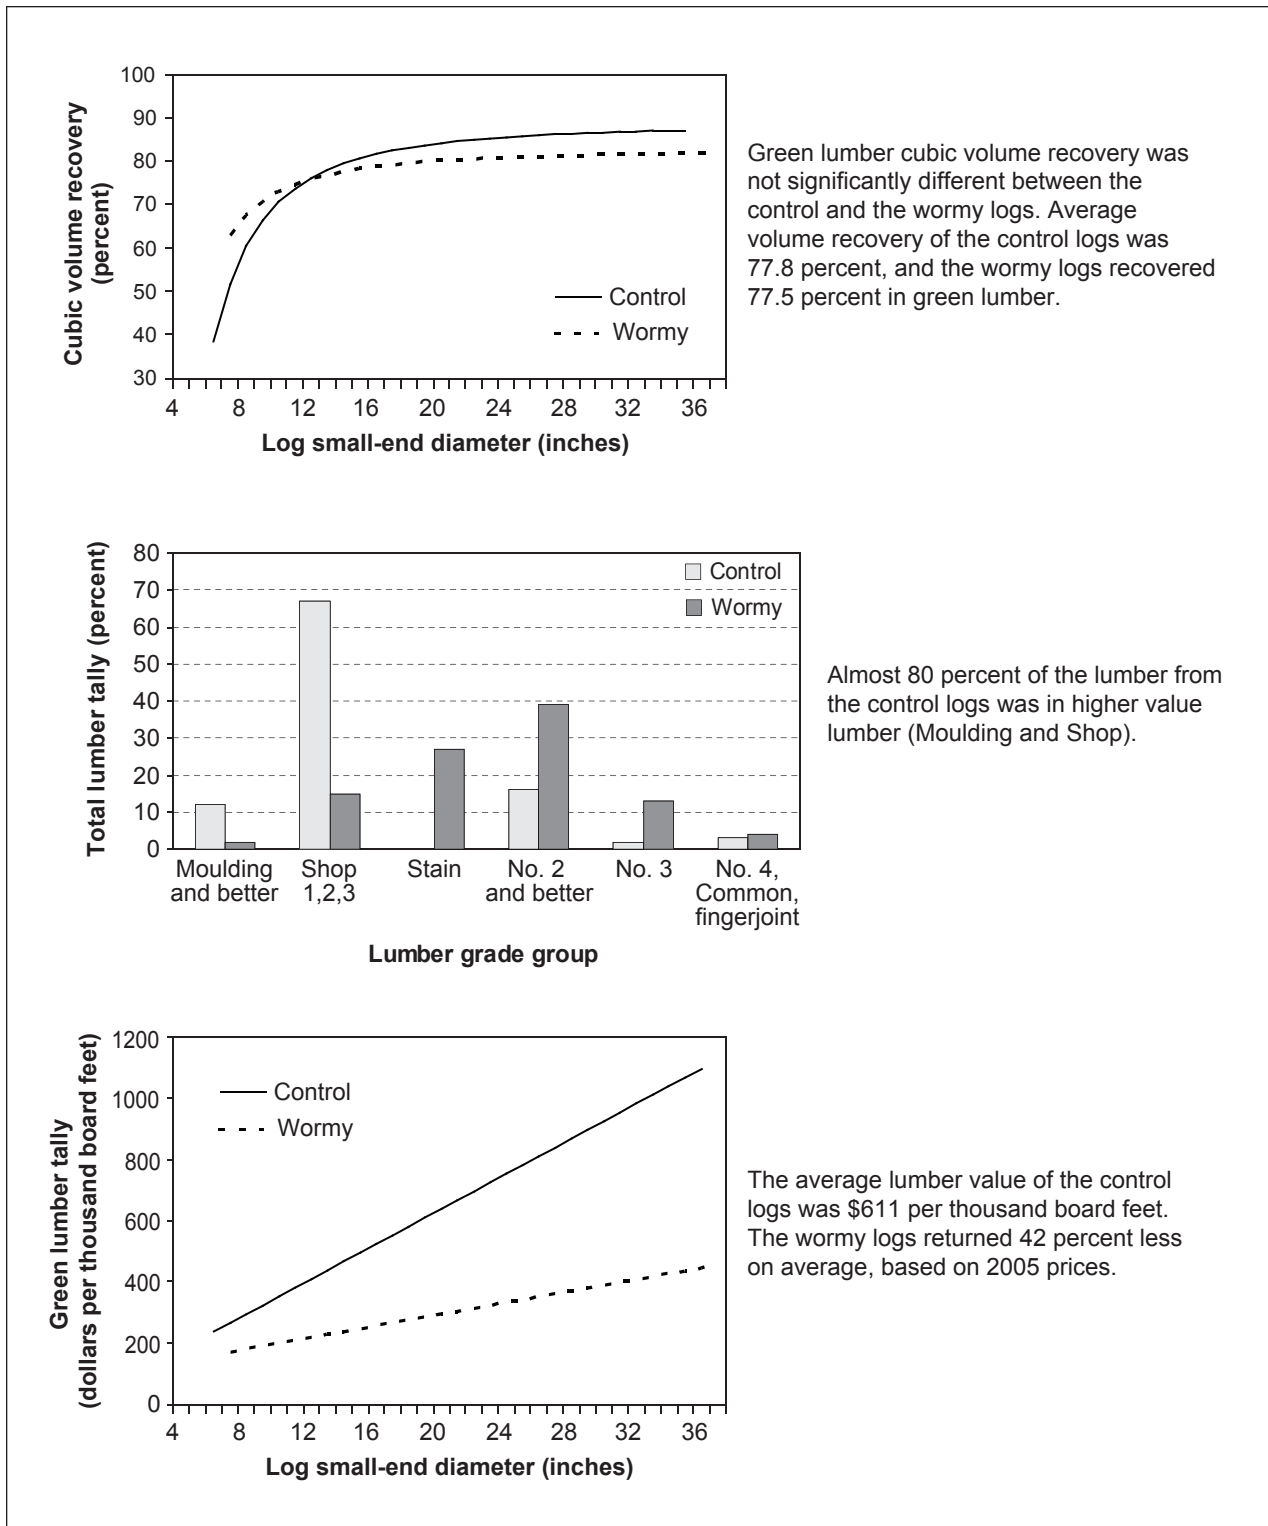 100
90
80
70
60
50
40
30
Cubic volume recovery
(percent)
Control
Wormy
4 8 12 16 20 24 28 32 36
Log small-end diameter (inches)
Green lumber cubic volume recovery was
not significantly different between the
control and the wormy logs. Average
volume recovery of the control logs was
77.8 percent, and the wormy logs recovered
77.5 percent in green lumber.
80
70
60
50
40
30
20
10
0
Total lumber tally (percent)
Control
Wormy
Moulding
and better
Shop
1,2,3
Stain
No. 2
and better
No. 3
No. 4,
Common,
fingerjoint
Lumber grade group
Almost 80 percent of the lumber from
the control logs was in higher value
lumber (Moulding and Shop).
1200
1000
800
600
400
200
0
Green lumber tally
(dollars per thousand board feet)
Control
Wormy
4 8 12 16 20 24 28 32 36
Log small-end diameter (inches)
The average lumber value of the control
logs was $611 per thousand board feet.
The wormy logs returned 42 percent less
on average, based on 2005 prices.